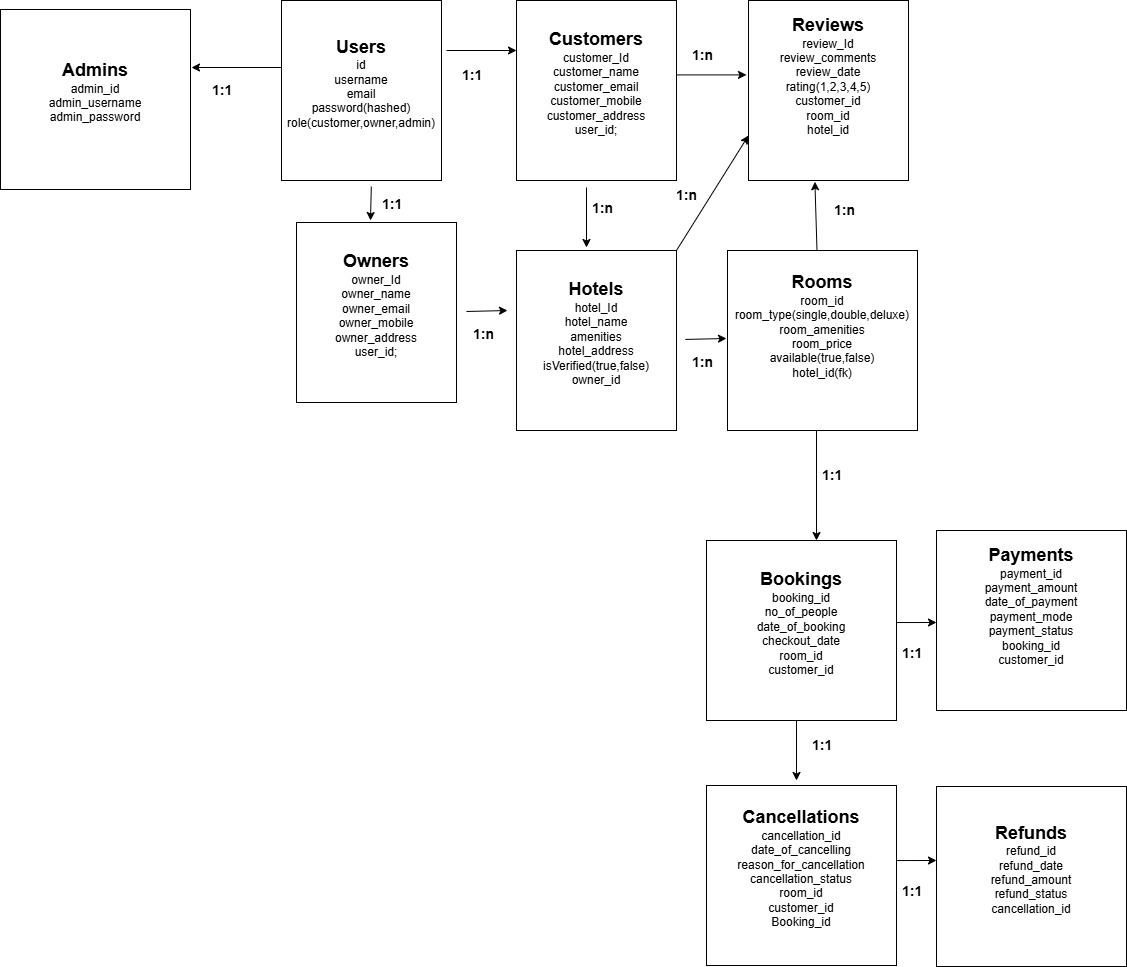 Admins
admin_id
admin_username
admin_password
1:1
Users
id
username
email
password(hashed)
role(customer,owner,admin)
1:1
Customers
customer_Id
customer_name
customer_email
customer_mobile
customer_address
user_id;
1:n
Reviews
review_Id
review_comments
review_date
rating(1,2,3,4,5)
customer_id
room_id
hotel_id
1:1
1:n
1:n
1:n
Owners
owner_Id
owner_name
owner_email
owner_mobile
owner_address
user_id;
1:n
Hotels
hotel_Id
hotel_name
amenities
hotel_address
isVerified(true,false)
owner_id
1:n
Rooms
room_id
room_type(single,double,deluxe)
room_amenities
room_price
available(true,false)
hotel_id(fk)
1:1
Bookings
booking_id
no_of_people
date_of_booking
checkout_date
room_id
customer_id
1:1
Payments
payment_id
payment_amount
date_of_payment
payment_mode
payment_status
booking_id
customer_id
1:1
Cancellations
cancellation_id
date_of_cancelling
reason_for_cancellation
cancellation_status
room_id
customer_id
Booking_id
1:1
Refunds
refund_id
refund_date
refund_amount
refund_status
cancellation_id